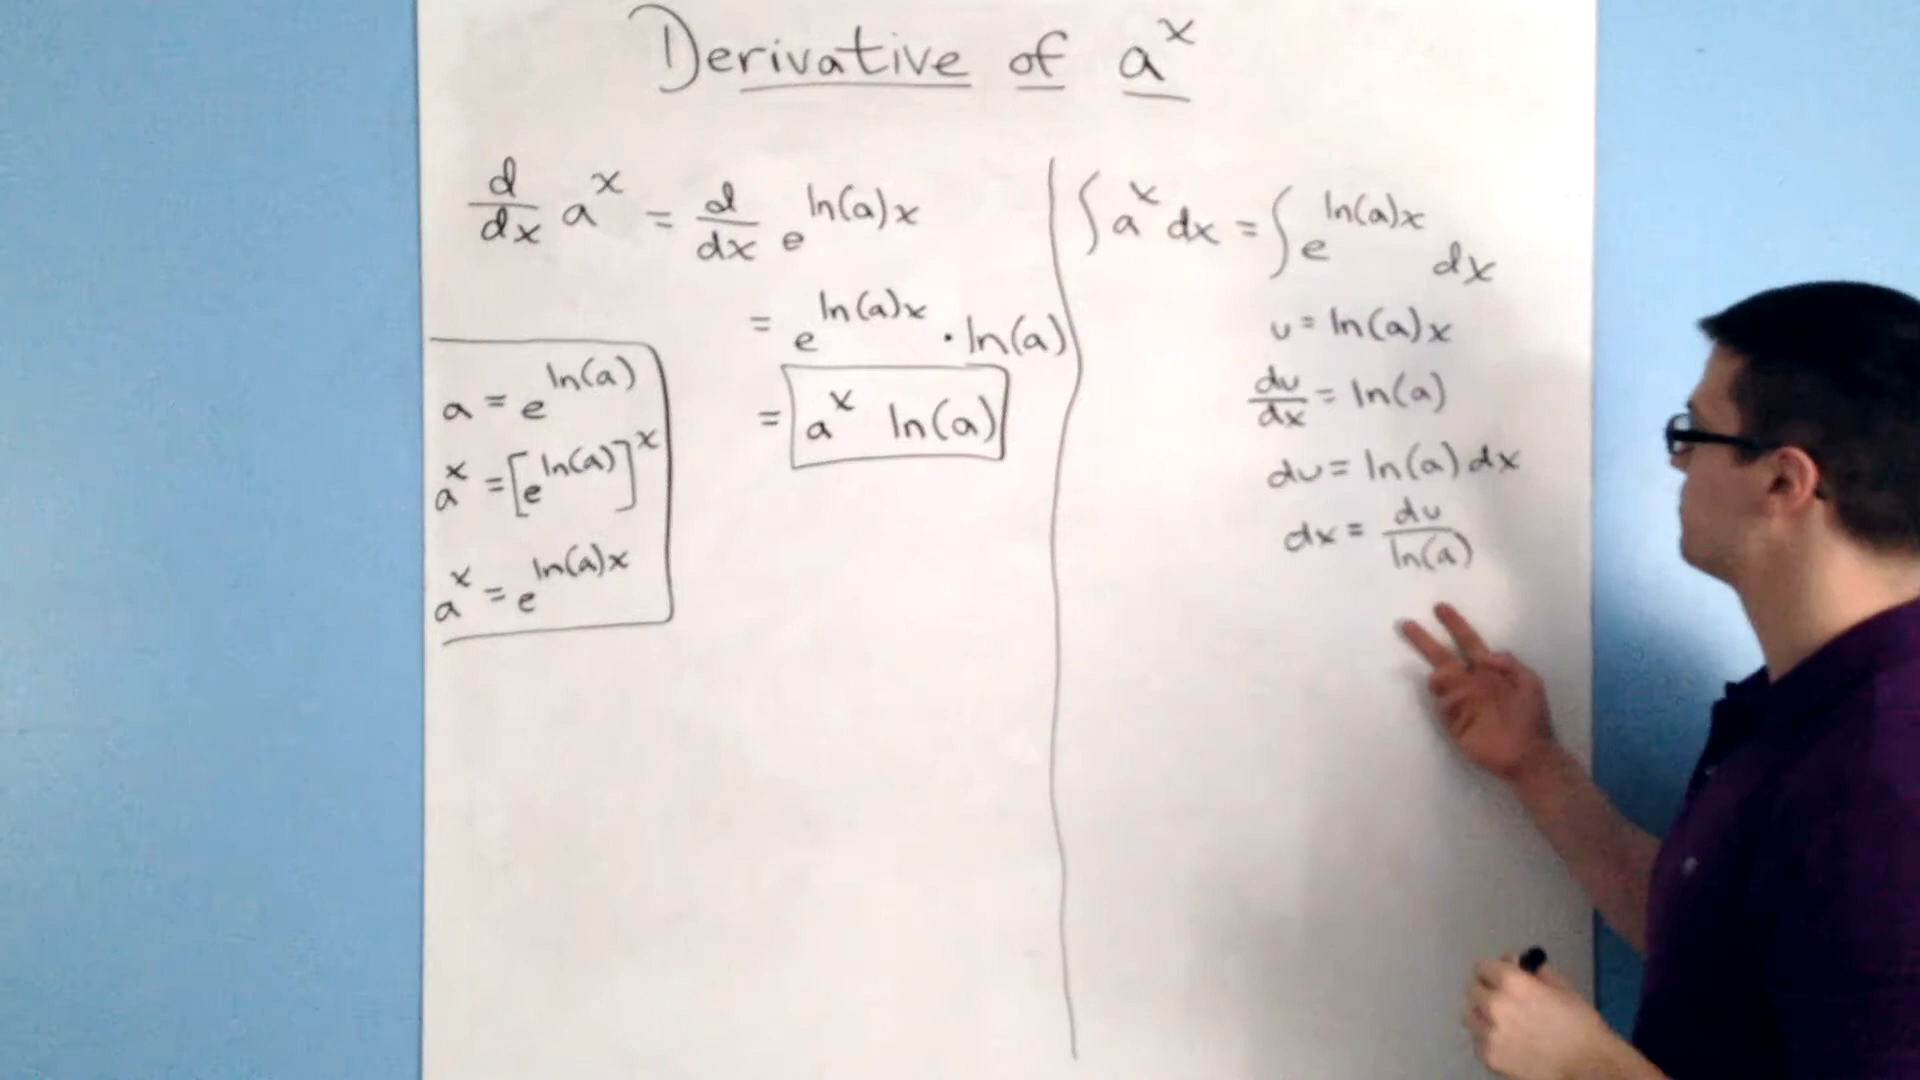 Derivative of a^x
d/dx a^x = d/dx e^ln(a)x
= e^ln(a)x · ln(a)
= a^x ln(a)
a = e^ln(a)
a^x = [e^ln(a)]^x
a^x = e^ln(a)x
∫ a^x dx = ∫ e^ln(a)x dx
u = ln(a)x
du/dx = ln(a)
du = ln(a) dx
dx = du/ln(a)